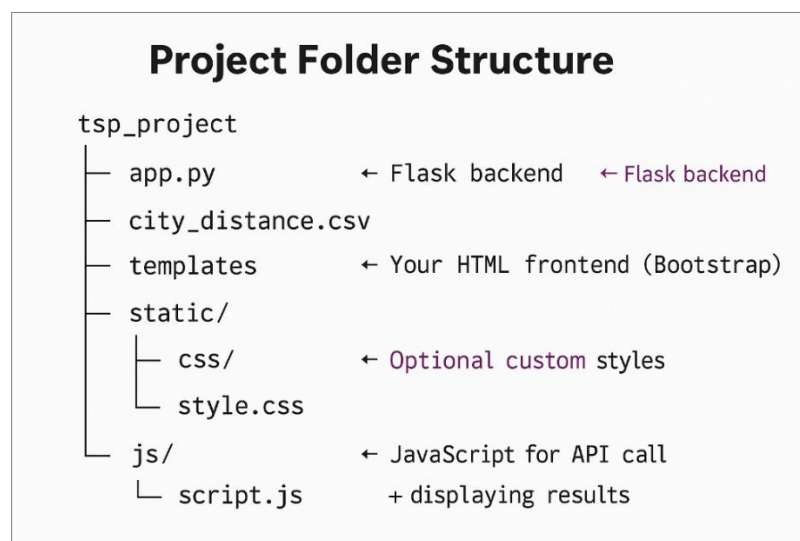 Project Folder Structure
tsp_project
app.py ← Flask backend ← Flask backend
city_distance.csv
templates ← Your HTML frontend (Bootstrap)
static/
css/ ← Optional custom styles
style.css
js/ ← JavaScript for API call
script.js + displaying results